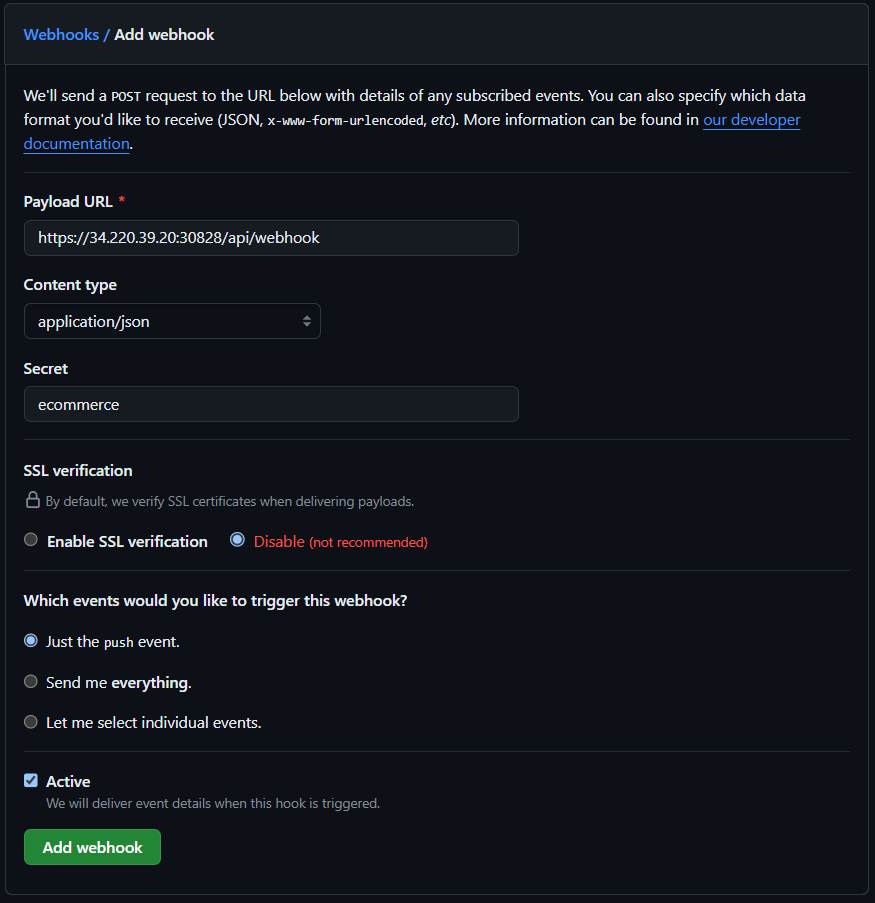 Webhooks / Add webhook
We'll send a POST request to the URL below with details of any subscribed events. You can also specify which data
format you'd like to receive (JSON, x-www-form-urlencoded, etc). More information can be found in our developer
documentation.
Payload URL *
https://34.220.39.20:30828/api/webhook
Content type
application/json
Secret
ecommerce
SSL verification
By default, we verify SSL certificates when delivering payloads.
Enable SSL verification Disable (not recommended)
Which events would you like to trigger this webhook?
Just the push event.
Send me everything.
Let me select individual events.
Active
We will deliver event details when this hook is triggered.
Add webhook